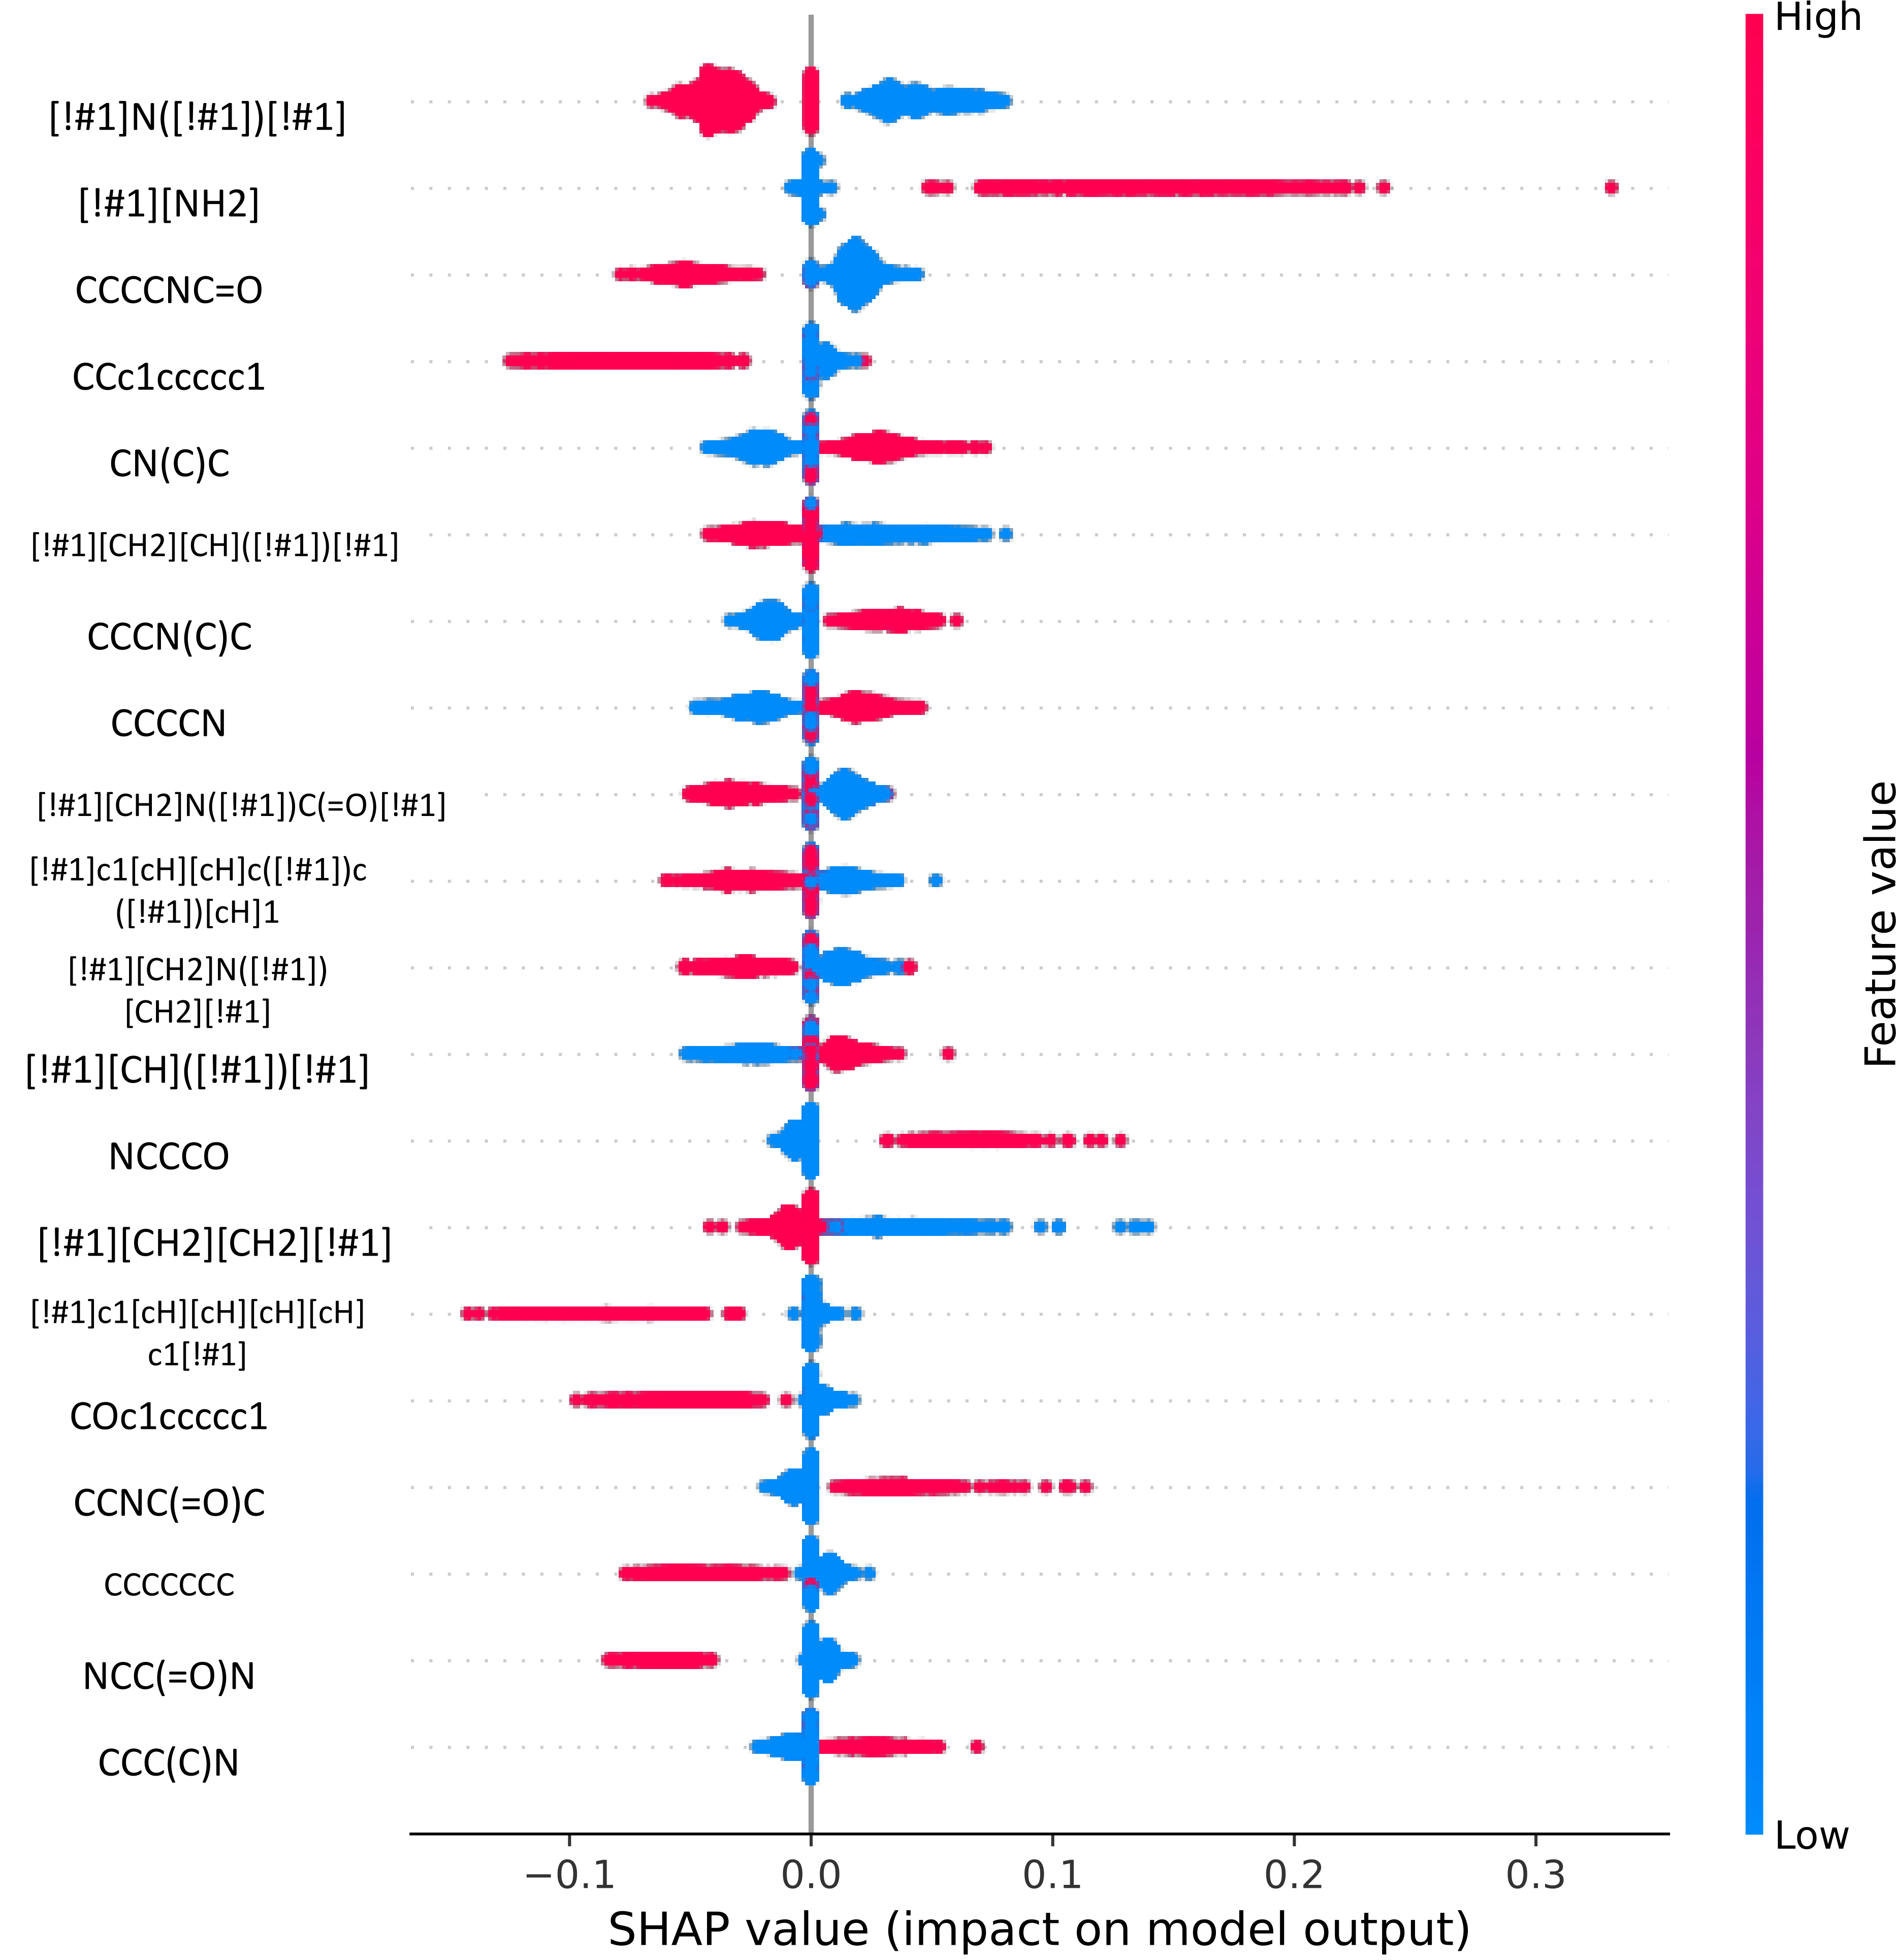 High
[!#1]N([!#1])[!#1]
[!#1][NH2]
CCCCNC=O
CCc1ccccc1
CN(C)C
[!#1][CH2][CH]([!#1])[!#1]
CCCN(C)C
CCCCN
[!#1][CH2]N([!#1])C(=O)[!#1]
[!#1]c1[cH][cH]c([!#1])c
([!#1])[cH]1
[!#1][CH2]N([!#1])
[CH2][!#1]
[!#1][CH]([!#1])[!#1]
NCCCO
[!#1][CH2][CH2][!#1]
[!#1]c1[cH][cH][cH][cH]
c1[!#1]
COc1ccccc1
CCNC(=O)C
CCCCCCC
NCC(=O)N
CCC(C)N
Feature value
Low
−0.1 0.0 0.1 0.2 0.3
SHAP value (impact on model output)